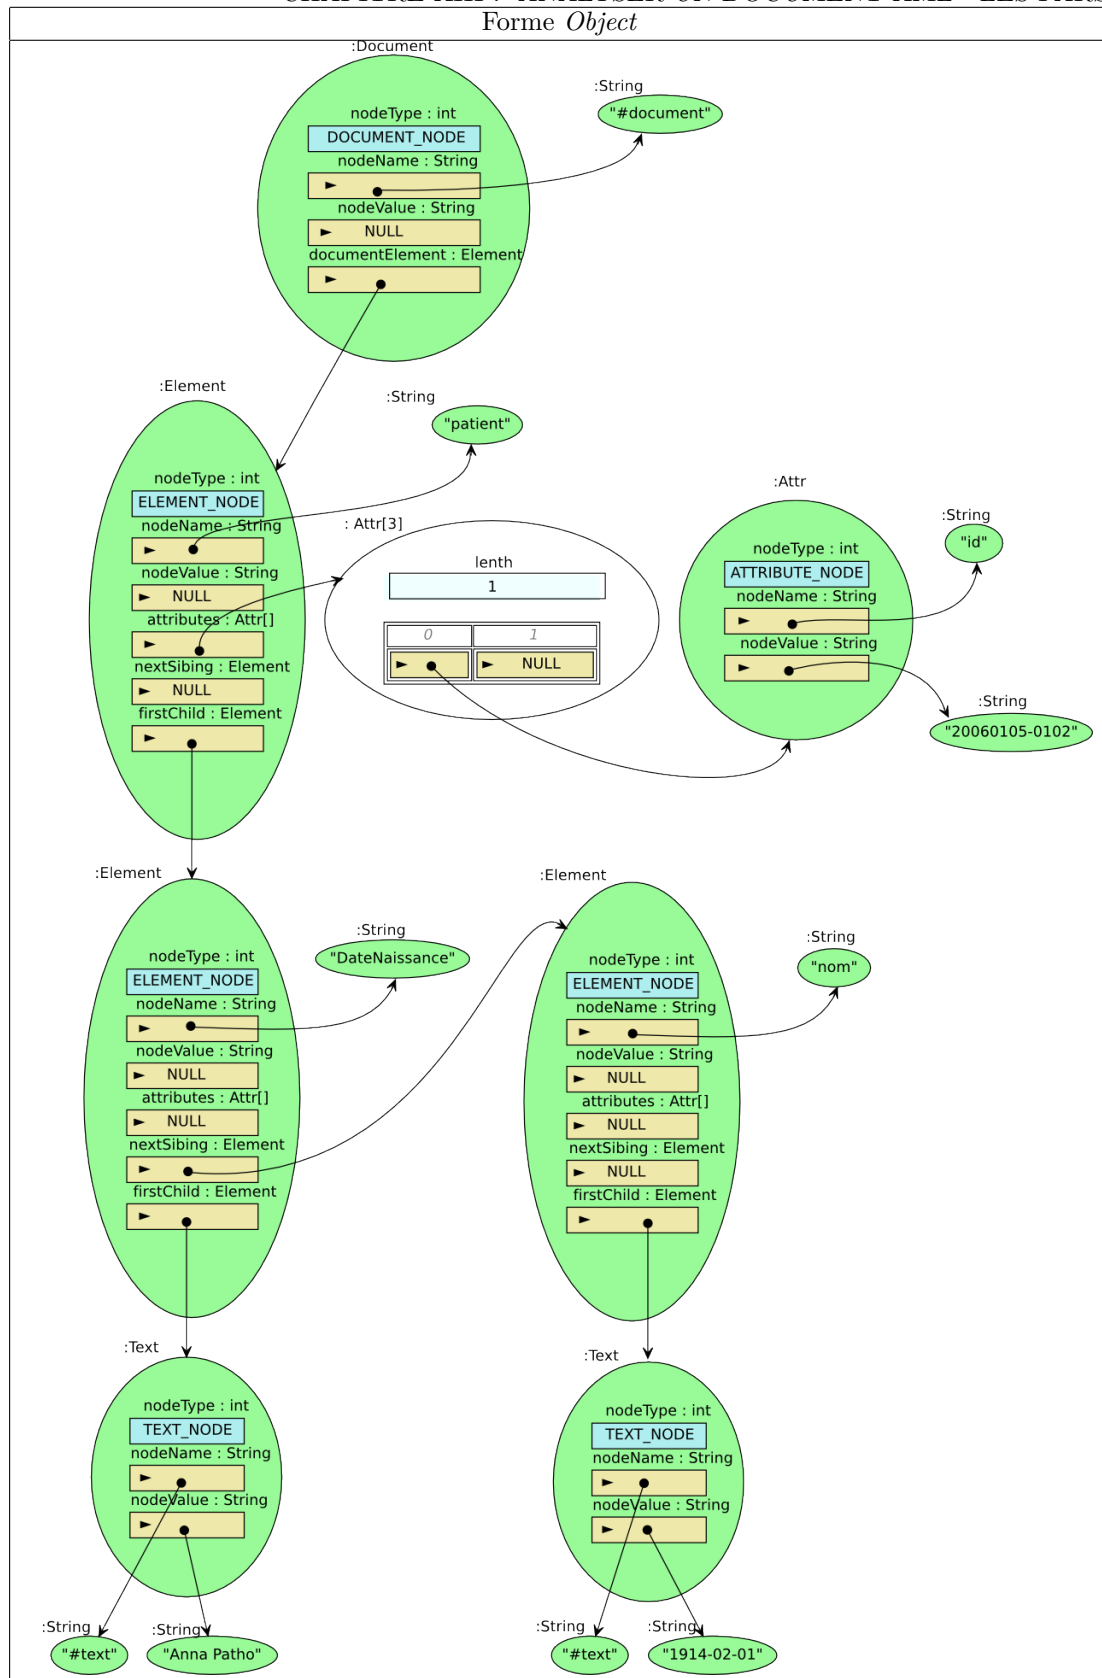 Forme Object
:Document
:String
nodeType : int
"#document"
DOCUMENT_NODE
nodeName : String
nodeValue : String
NULL
documentElement : Element
:Element
:String
"patient"
nodeType : int
ELEMENT_NODE
nodeName : String
nodeValue : String
NULL
attributes : Attr[]
nextSibing : Element
NULL
firstChild : Element
: Attr[3]
lenth
1
0 1
NULL
:Attr
:String
"id"
nodeType : int
ATTRIBUTE_NODE
nodeName : String
nodeValue : String
:String
"20060105-0102"
:Element
:String
"DateNaissance"
nodeType : int
ELEMENT_NODE
nodeName : String
nodeValue : String
NULL
attributes : Attr[]
NULL
nextSibing : Element
firstChild : Element
:Element
:String
"nom"
nodeType : int
ELEMENT_NODE
nodeName : String
nodeValue : String
NULL
attributes : Attr[]
NULL
nextSibing : Element
NULL
firstChild : Element
:Text
nodeType : int
TEXT_NODE
nodeName : String
nodeValue : String
:String
"#text"
:String
"Anna Patho"
:Text
nodeType : int
TEXT_NODE
nodeName : String
nodeValue : String
:String
"#text"
:String
"1914-02-01"